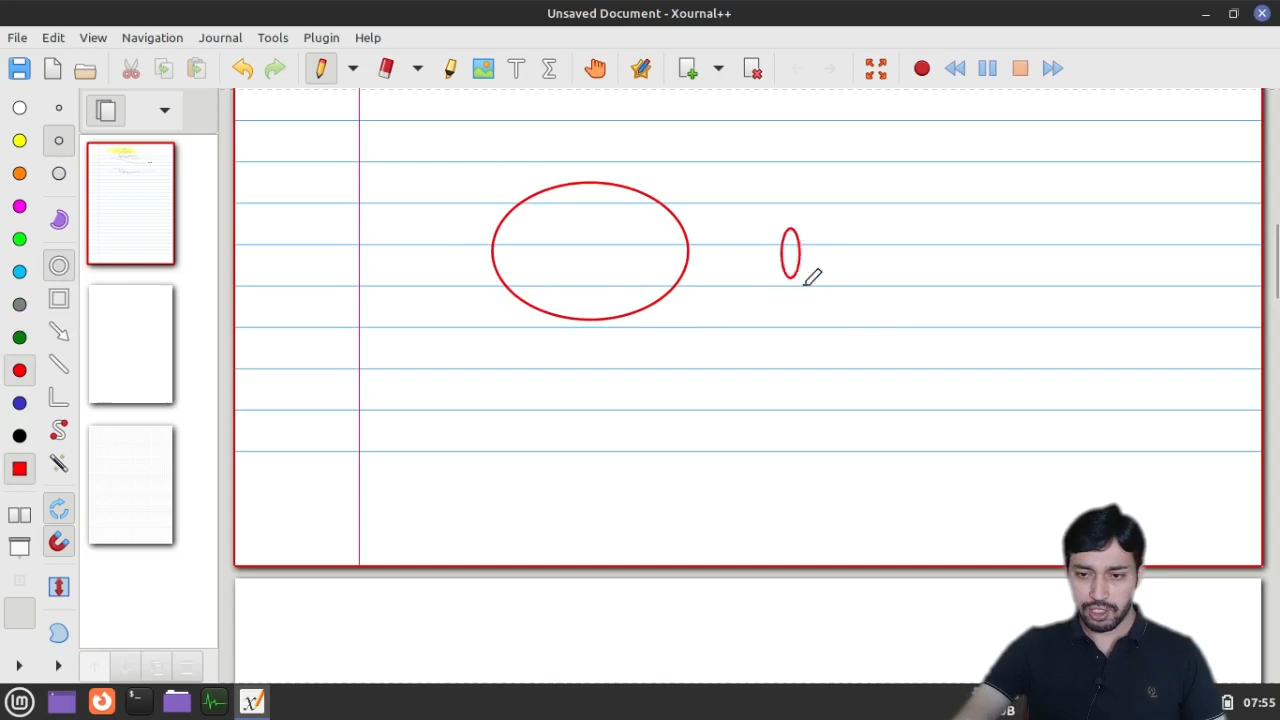 Unsaved Document - Xournal++
File Edit View Navigation Journal Tools Plugin Help
07:55